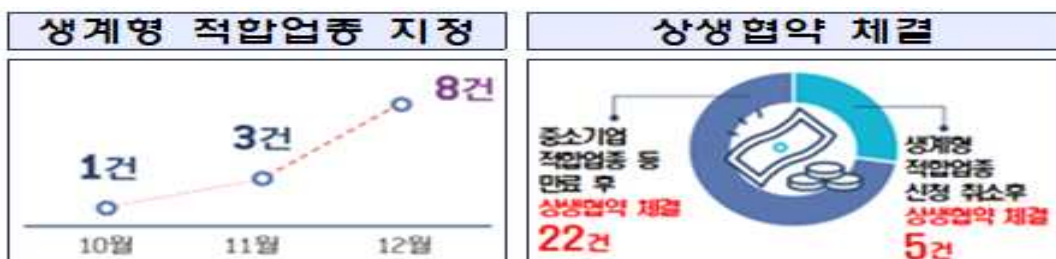 생계형 적합업종 지정
8건
3건
1건
10월 11월 12월
상생협약 체결
중소기업
적합업종 등
만료 후
상생협약 체결
22건
생계형
적합업종
신청 취소후
상생협약 체결
5건